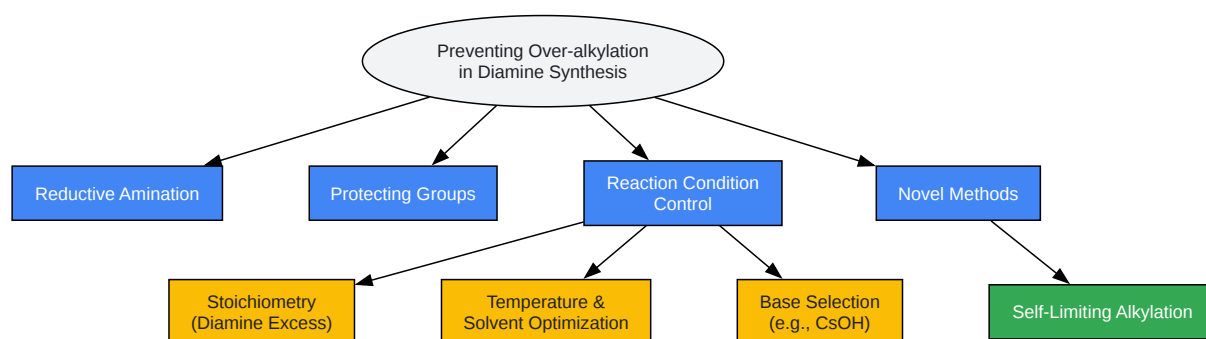 Preventing Over-alkylation
in Diamine Synthesis
Reductive Amination
Protecting Groups
Reaction Condition
Control
Novel Methods
Stoichiometry
(Diamine Excess)
Temperature &
Solvent Optimization
Base Selection
(e.g., CsOH)
Self-Limiting Alkylation